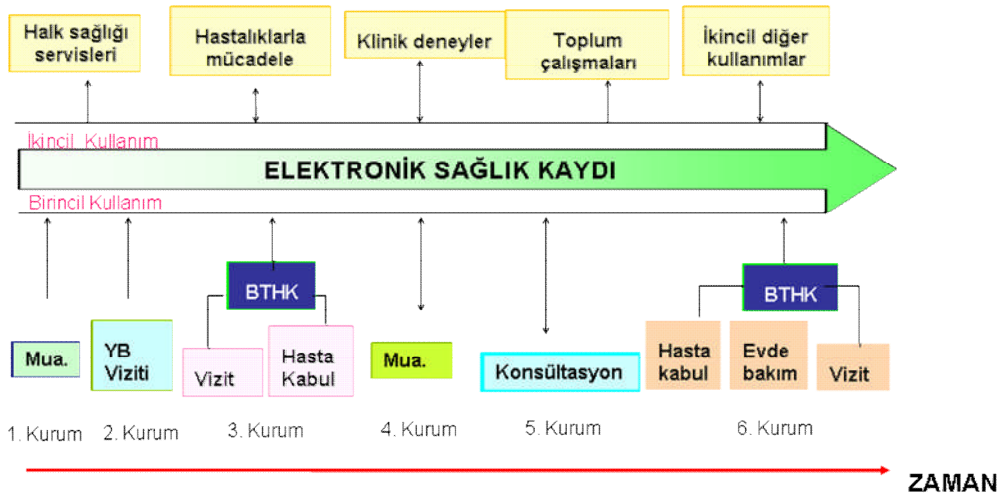 Halk sağlığı
servisleri
Hastalıklarla
mücadele
Klinik deneyler
Toplum
çalışmaları
İkincil diğer
kullanımlar
İkincil Kullanım
ELEKTRONİK SAĞLIK KAYDI
Birincil Kullanım
BTHK
BTHK
Mua.
YB
Viziti
Vizit
Hasta
Kabul
Mua.
Konsültasyon
Hasta
kabul
Evde
bakım
Vizit
1. Kurum
2. Kurum
3. Kurum
4. Kurum
5. Kurum
6. Kurum
ZAMAN